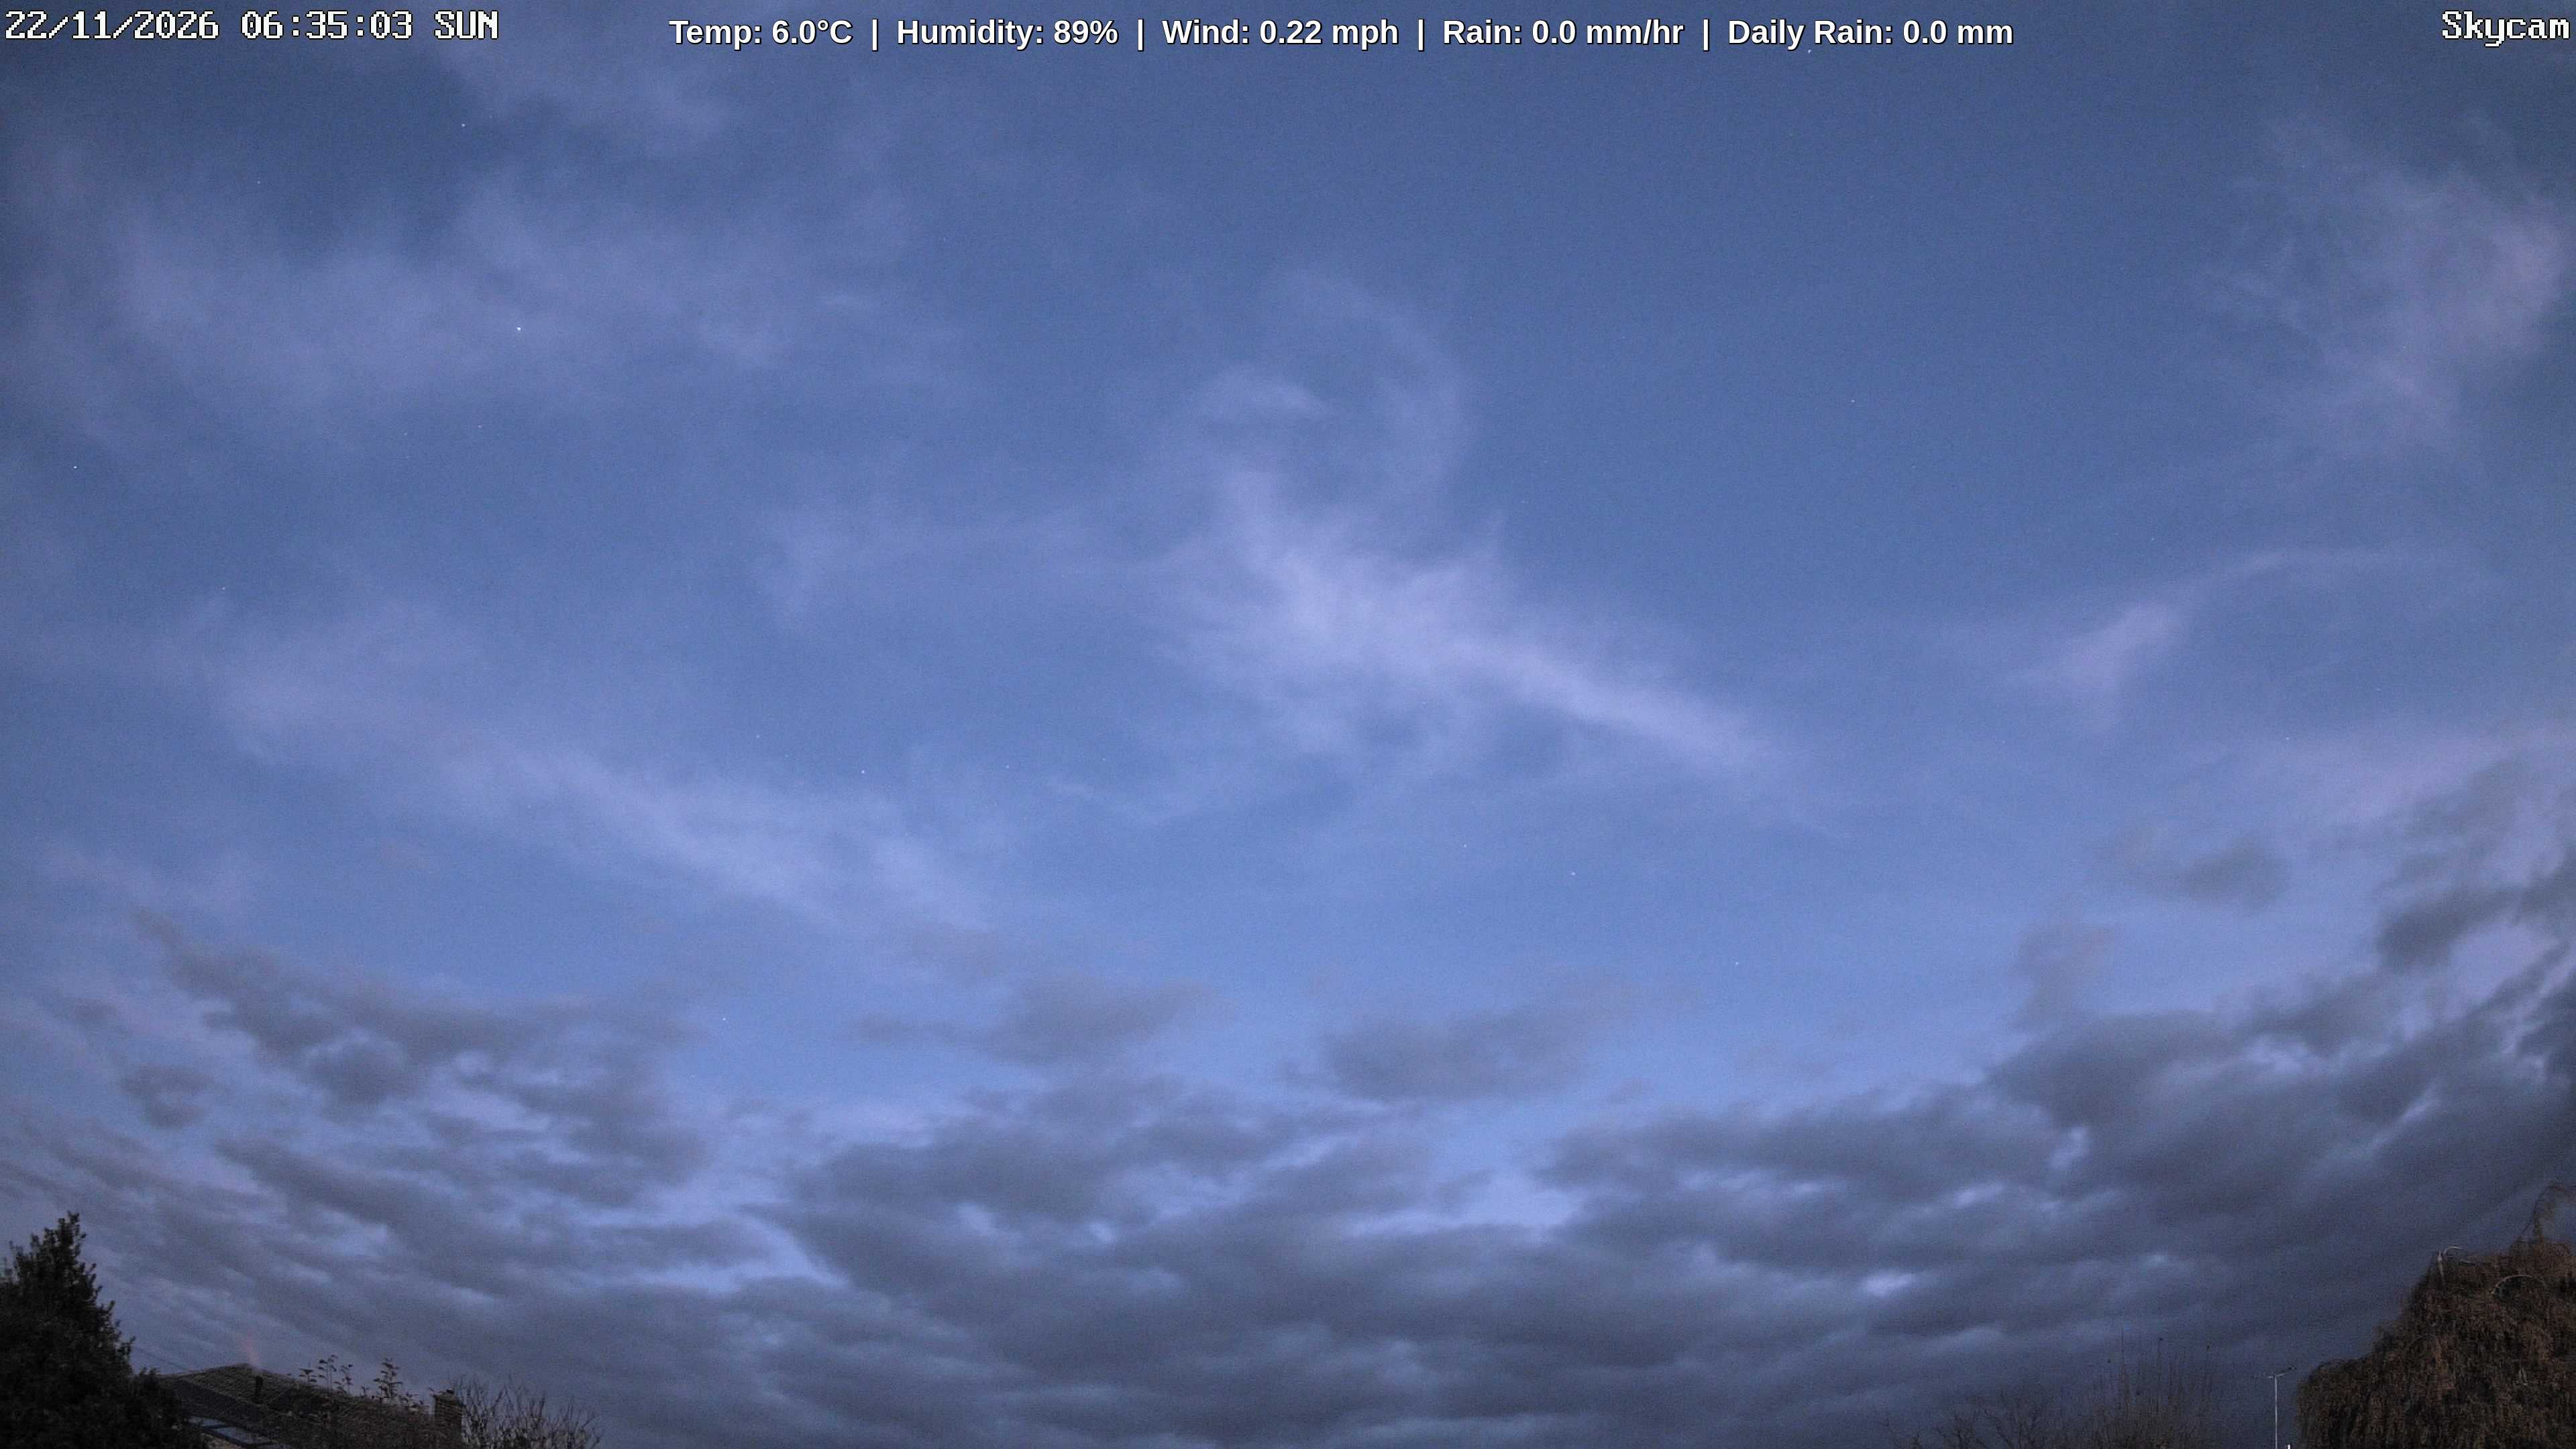 22/11/2026 06:35:03 SUN
Temp: 6.0°C | Humidity: 89% | Wind: 0.22 mph | Rain: 0.0 mm/hr | Daily Rain: 0.0 mm
Skycam